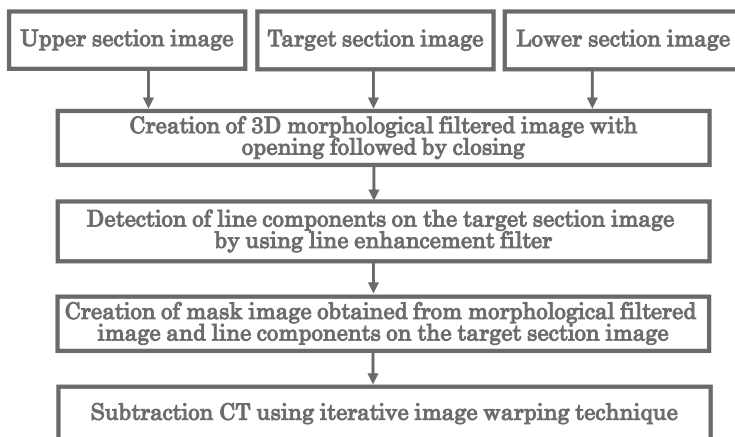 Upper section image
Target section image
Lower section image
Creation of 3D morphological filtered image with
opening followed by closing
Detection of line components on the target section image
by using line enhancement filter
Creation of mask image obtained from morphological filtered
image and line components on the target section image
Subtraction CT using iterative image warping technique